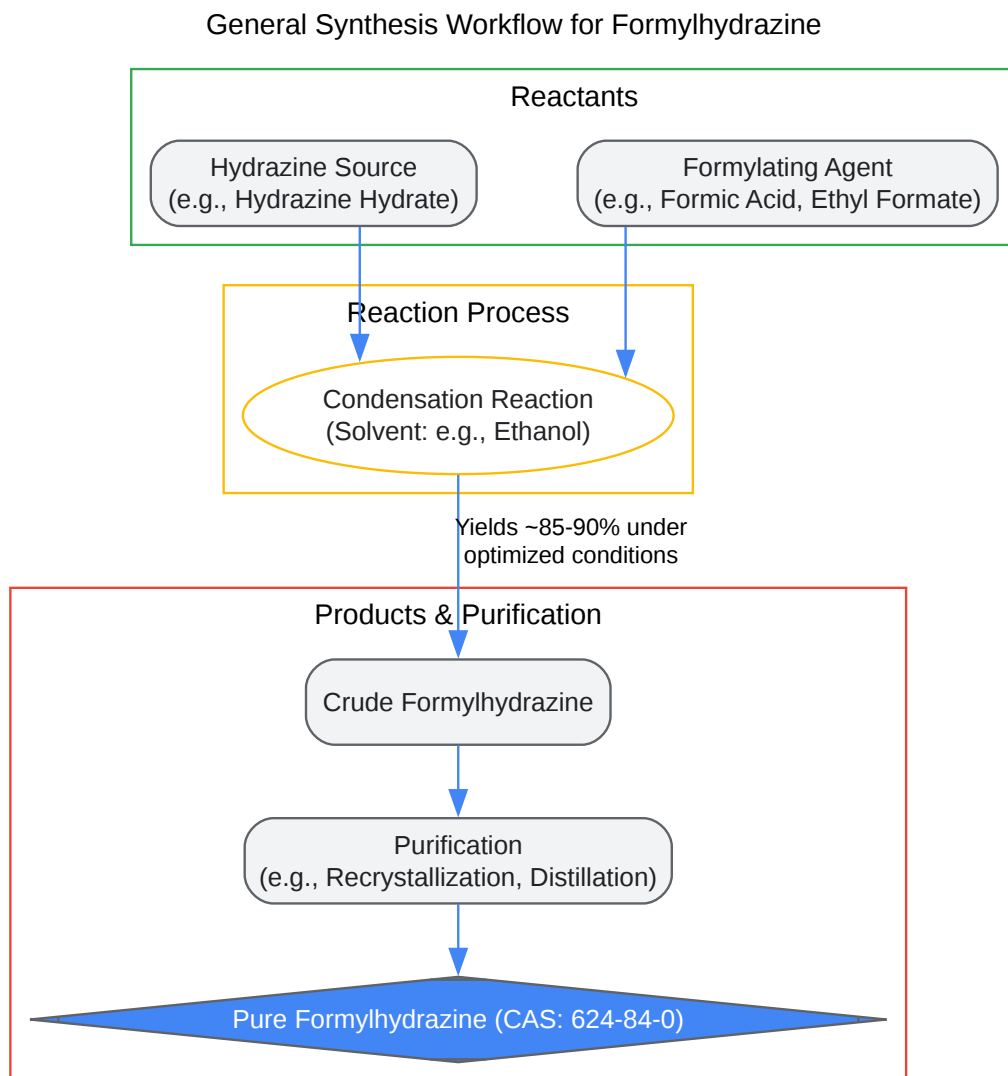 General Synthesis Workflow for Formylhydrazine
Reactants
Hydrazine Source
(e.g., Hydrazine Hydrate)
Formylating Agent
(e.g., Formic Acid, Ethyl Formate)
Reaction Process
Condensation Reaction
(Solvent: e.g., Ethanol)
Yields ~85-90% under
optimized conditions
Products & Purification
Crude Formylhydrazine
Purification
(e.g., Recrystallization, Distillation)
Pure Formylhydrazine (CAS: 624-84-0)